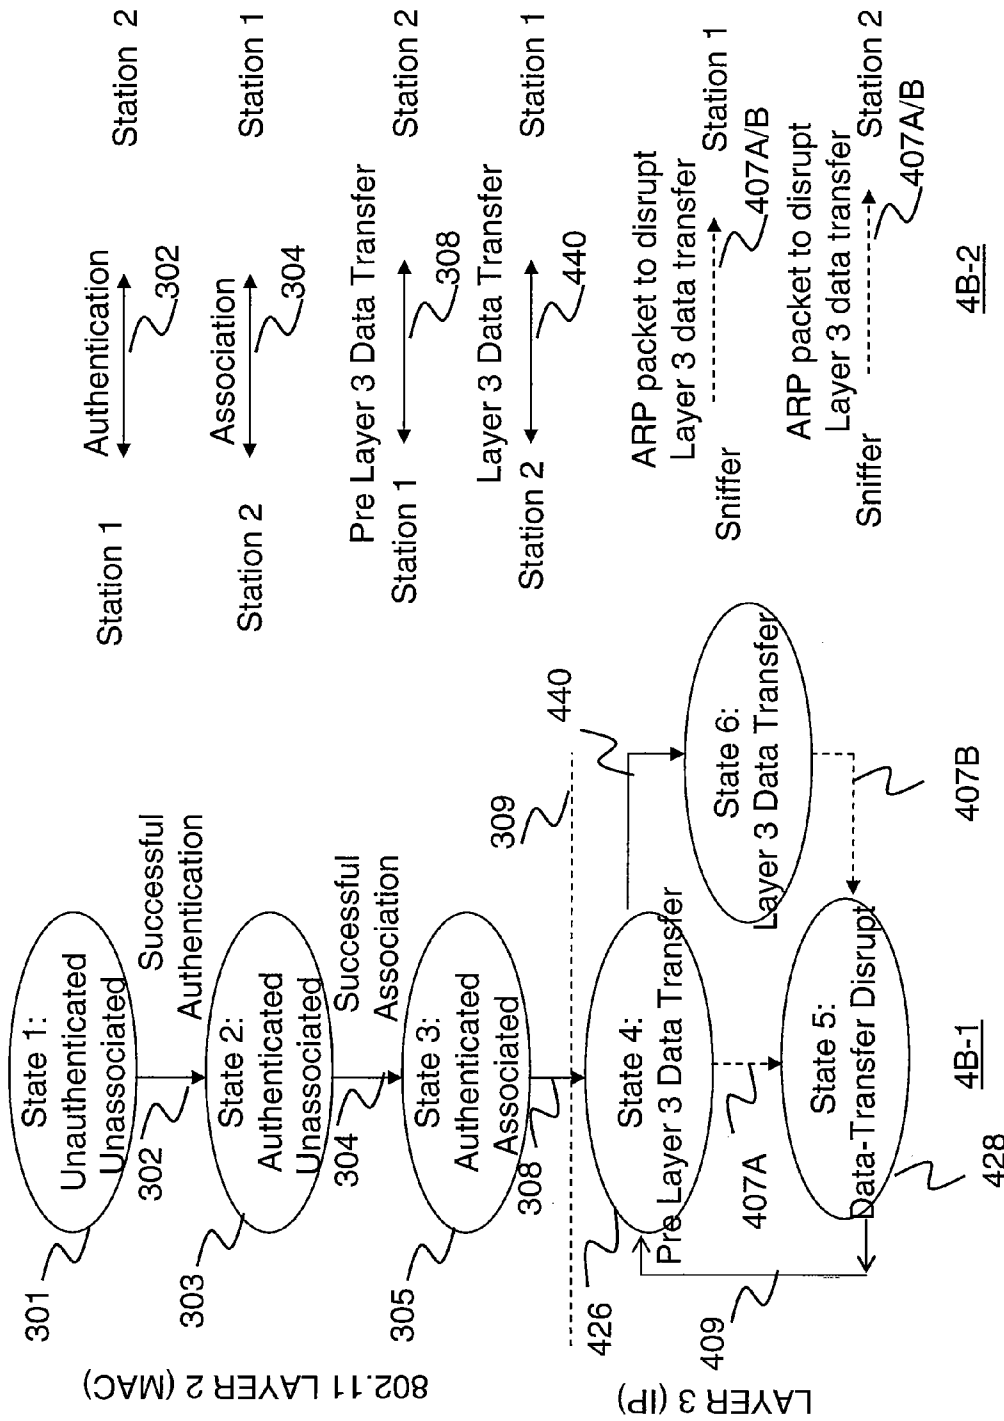 802.11 LAYER 2 (MAC)
LAYER 3 (IP)
301
State 1:
Unauthenticated
Unassociated
302
Successful
Authentication
303
State 2:
Authenticated
Unassociated
304
Successful
Association
305
State 3:
Authenticated
Associated
308
309
426
State 4:
Pre Layer 3 Data Transfer
440
407A
State 6:
Layer 3 Data Transfer
409
State 5:
Data-Transfer Disrupt
428
407B
4B-1
Station 1
Authentication
302
Station 2
Station 2
Association
304
Station 1
Pre Layer 3 Data Transfer
Station 1
308
Station 2
Layer 3 Data Transfer
Station 2
440
Station 1
ARP packet to disrupt
Layer 3 data transfer
Sniffer
Station 1
407A/B
ARP packet to disrupt
Layer 3 data transfer
Sniffer
Station 2
407A/B
4B-2